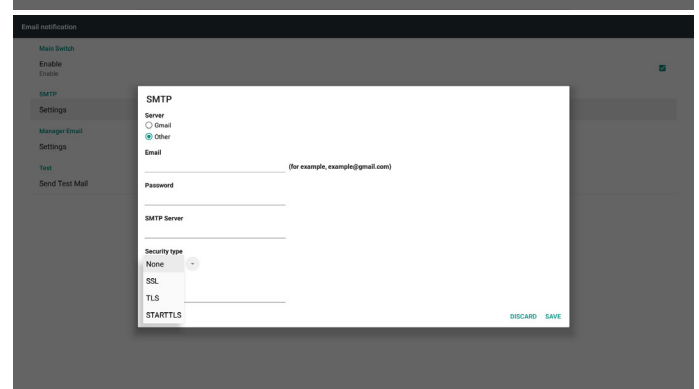 Email notification
Main Switch
Enable
Enable
SMTP
Settings
Manager Email
Settings
Test
Send Test Mail
SMTP
Server
Gmail
Other
Email
(for example, example@gmail.com)
Password
SMTP Server
Security type
None
SSL
TLS
STARTTLS
DISCARD SAVE